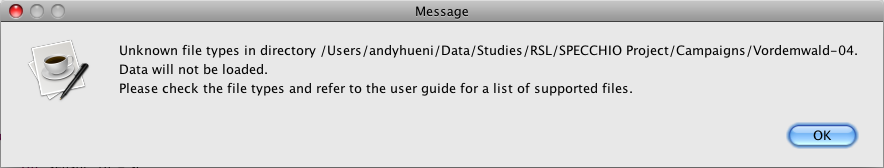 Message
Unknown file types in directory /Users/andyhueni/Data/Studies/RSL/SPECCHIO Project/Campaigns/Vordemwald-04.
Data will not be loaded.
Please check the file types and refer to the user guide for a list of supported files.
OK